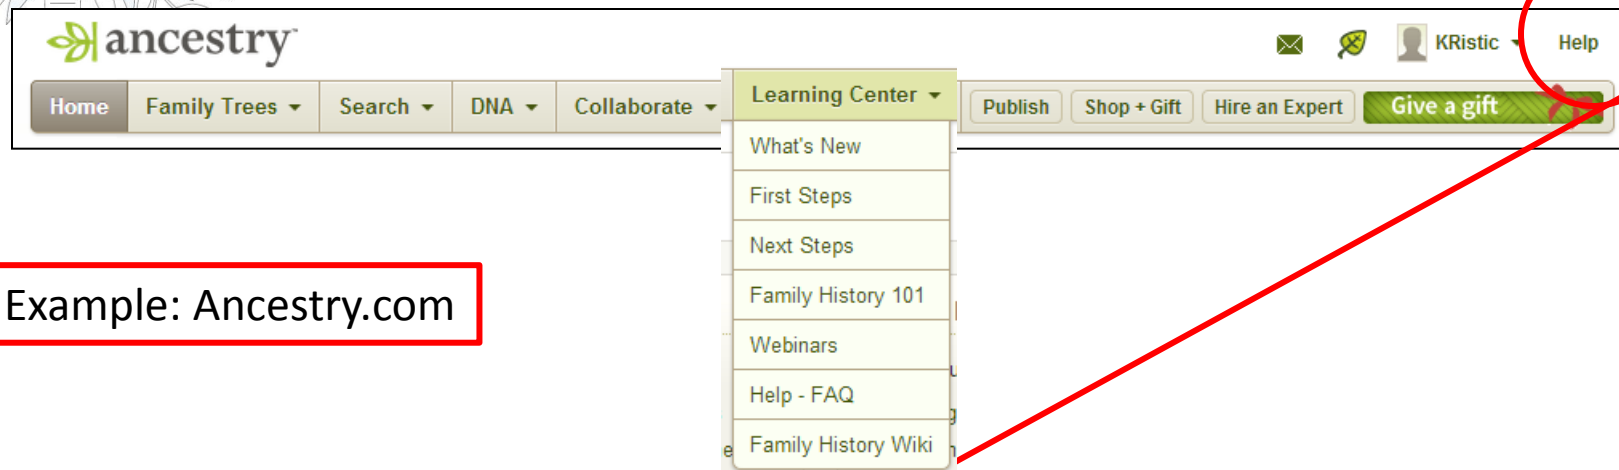 ancestry
KRistic Help
Home Family Trees Search DNA Collaborate Learning Center Publish Shop + Gift Hire an Expert Give a gift
What's New
First Steps
Next Steps
Family History 101
Example: Ancestry.com
Webinars
Help - FAQ
Family History Wiki